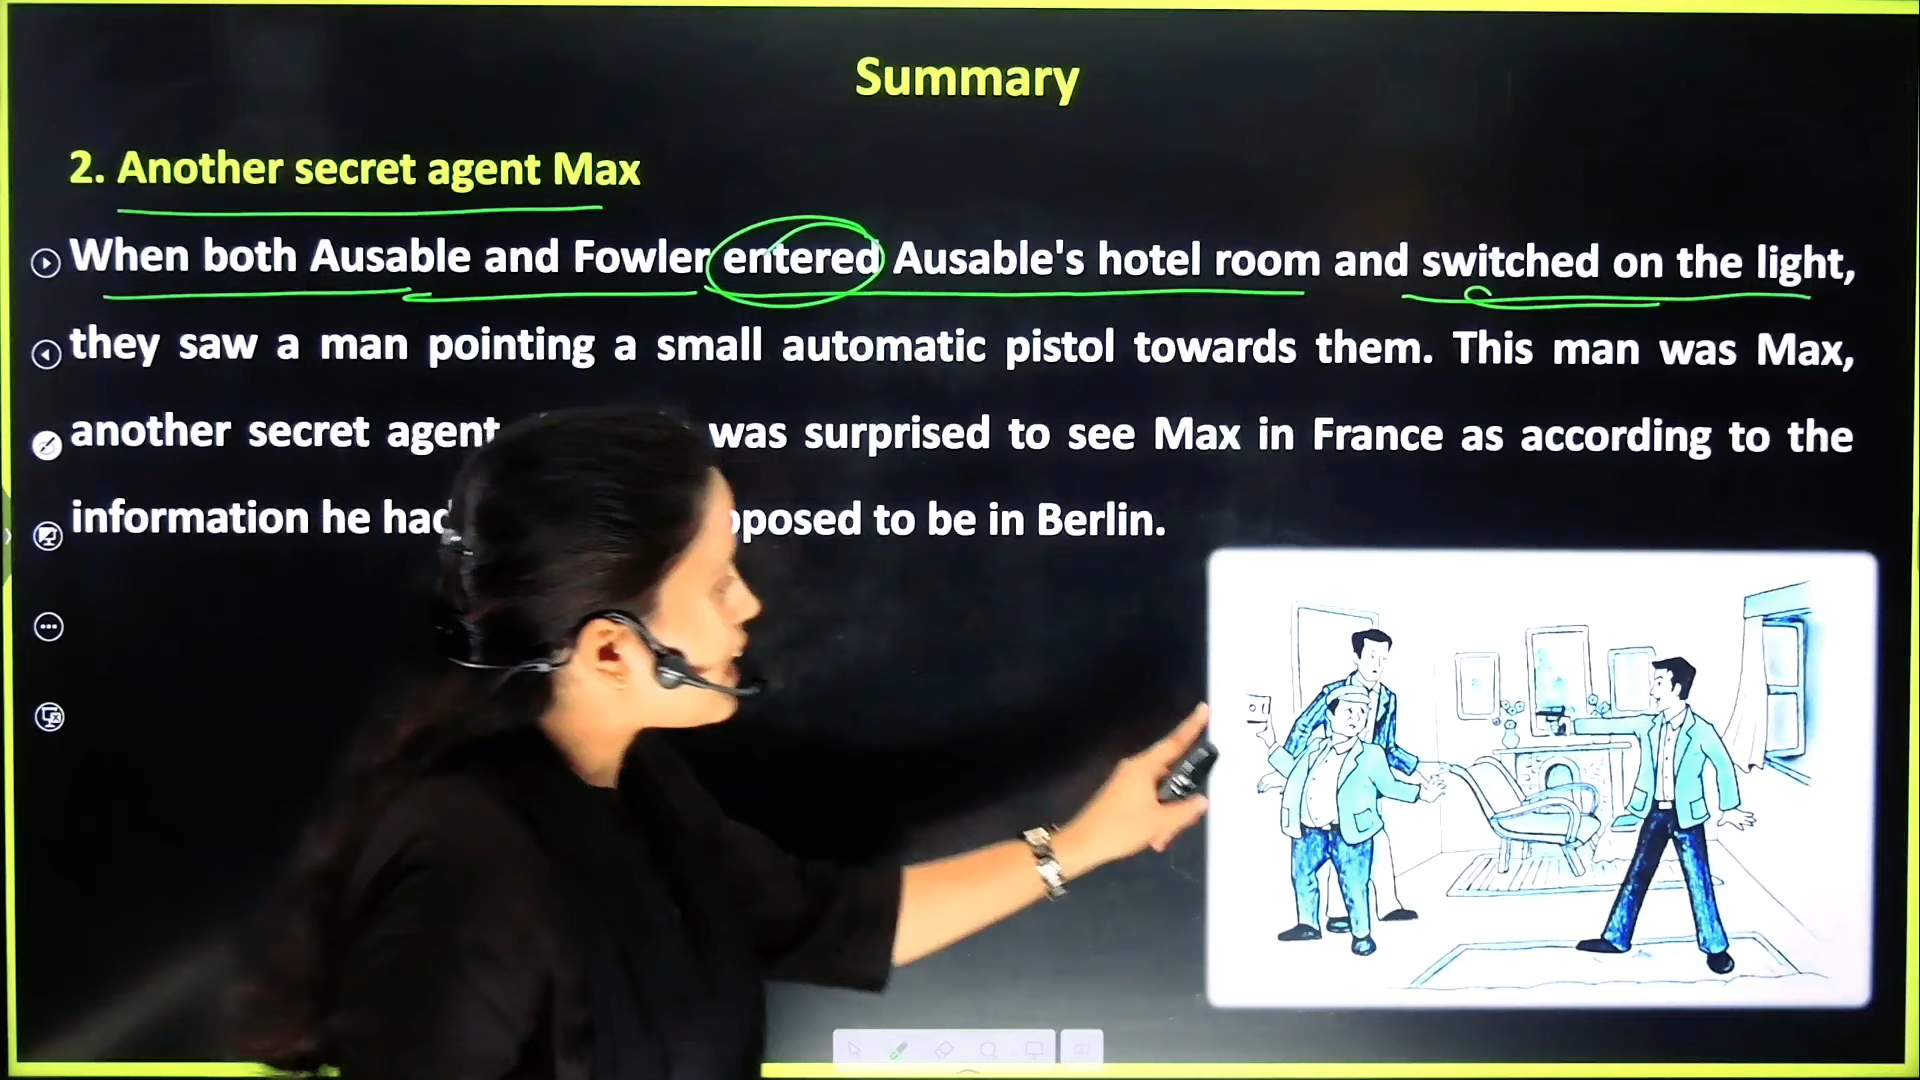 Summary
2. Another secret agent Max
When both Ausable and Fowler entered Ausable's hotel room and switched on the light,
they saw a man pointing a small automatic pistol towards them. This man was Max,
another secret agent was surprised to see Max in France as according to the
information he had to be in Berlin.